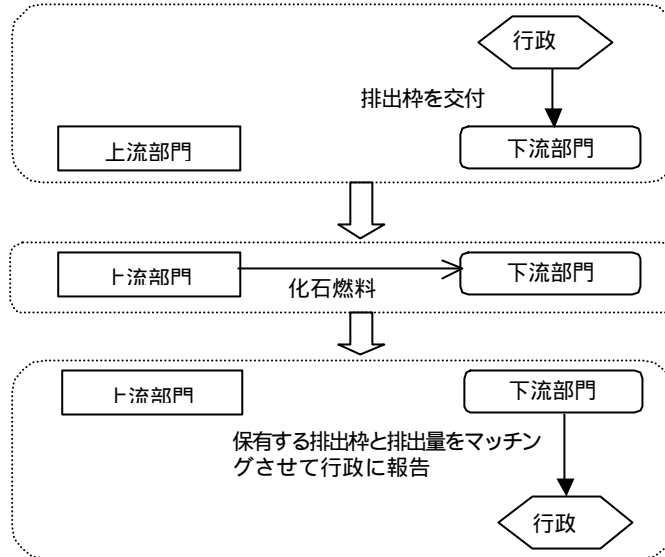 行政
排出枠を交付
上流部門
下流部門
上流部門
下流部門
化石燃料
上流部門
下流部門
保有する排出枠と排出量をマッチン
グさせて行政に報告
行政